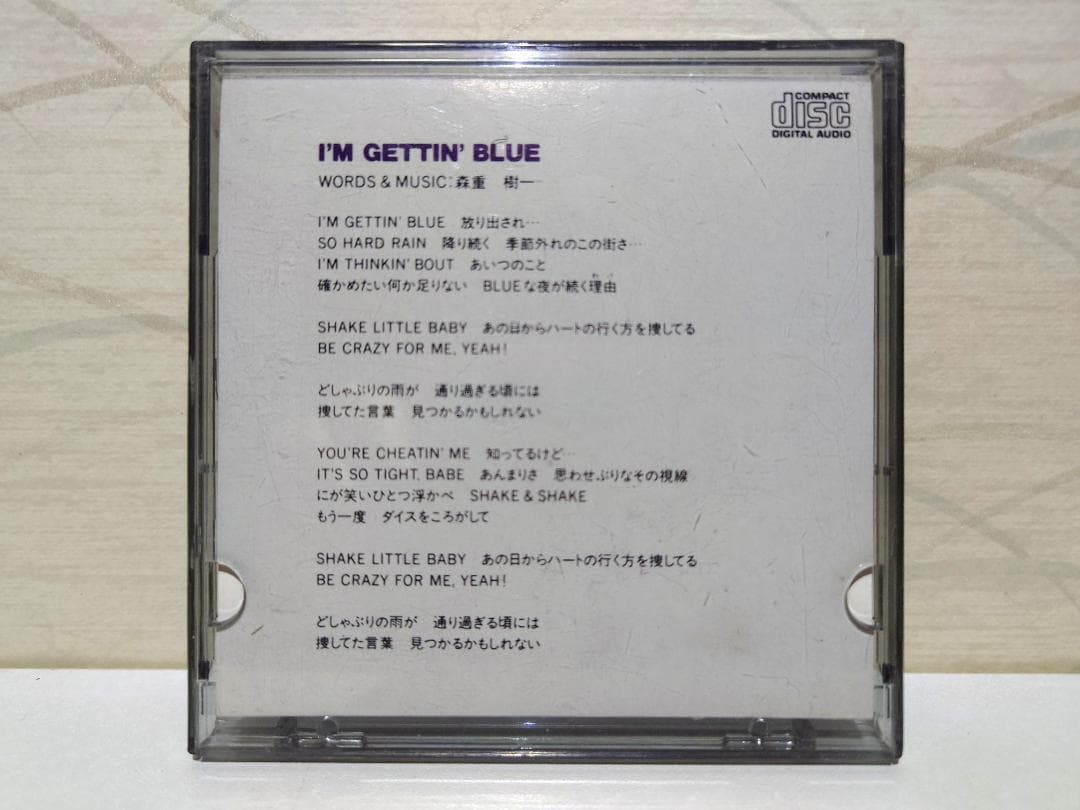 COMPACT
disc
DIGITAL AUDIO
I'M GETTIN' BLUE
WORDS & MUSIC:森重 樹一
I'M GETTIN' BLUE 放り出され…
SO HARD RAIN 降り続く 季節外れのこの街さ…
I'M THINKIN' BOUT あいつのこと
確かめたい何か足りない BLUEな夜が続く理由
SHAKE LITTLE BABY あの日からハートの行く方を捜してる
BE CRAZY FOR ME, YEAH!
どしゃぶりの雨が 通り過ぎる頃には
捜してた言葉 見つかるかもしれない
YOU'RE CHEATIN' ME 知ってるけど…
IT'S SO TIGHT, BABE あんまりさ 思わせぶりなその視線
にが笑いひとつ浮かべ SHAKE & SHAKE
もう一度 ダイスをころがして
SHAKE LITTLE BABY あの日からハートの行く方を捜してる
BE CRAZY FOR ME, YEAH!
どしゃぶりの雨が 通り過ぎる頃には
捜してた言葉 見つかるかもしれない